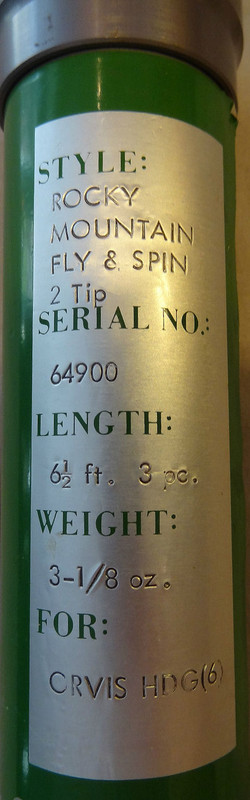 STYLE:
ROCKY
MOUNTAIN
FLY & SPIN
2 Tip
SERIAL NO.:
64900
LENGTH:
6½ ft. 3 pc.
WEIGHT:
3-1/8 oz.
FOR:
ORVIS HDG(6)